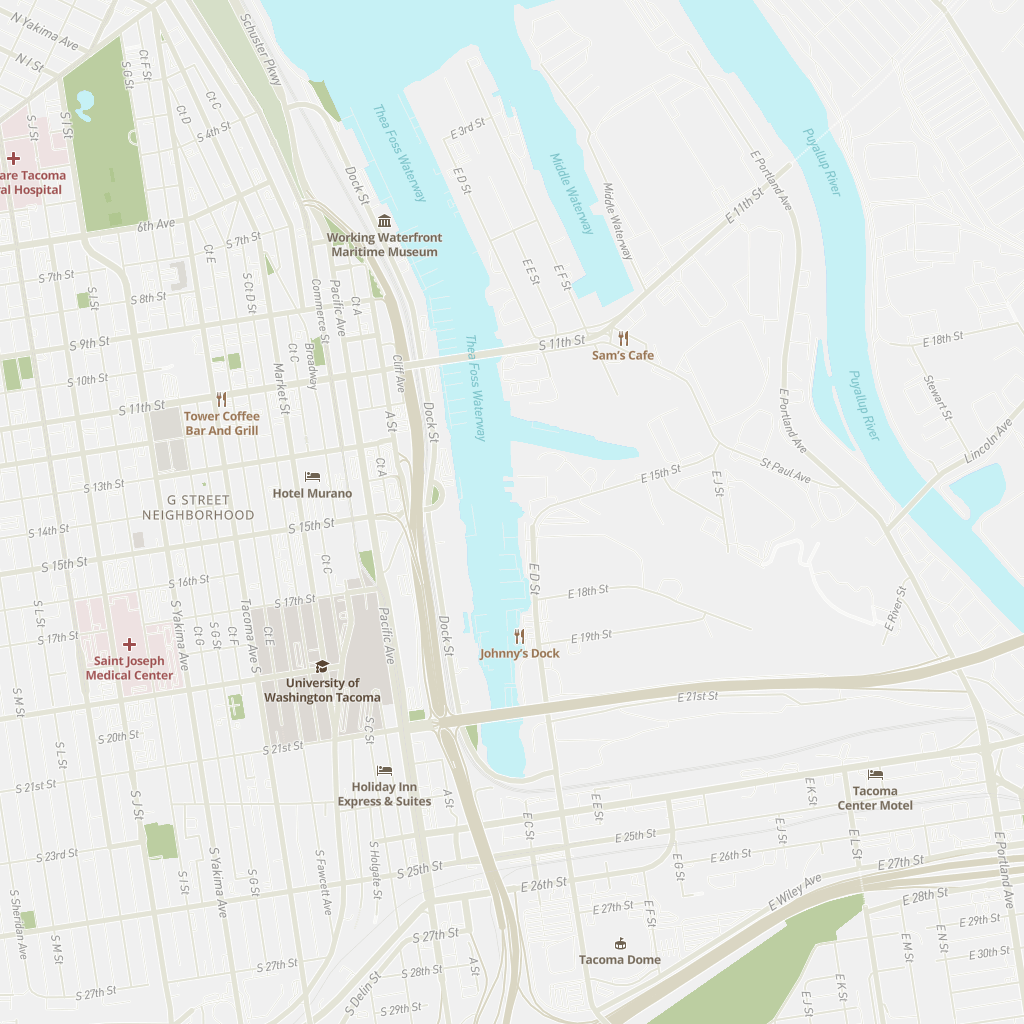 N Yakima Ave
N I St
Schuster Pkwy
S G St
Ct F St
Ct C
Ct D
S 4th St
S J St
S I St
are Tacoma
al Hospital
6th Ave
Dock St
Thea Foss Waterway
E 3rd St
E D St
Middle Waterway
Middle Waterway
E Portland Ave
Puyallup River
E 11th St
Working Waterfront
Maritime Museum
S 7th St
S 7th St
Ct E
S Ct D St
Commerce St
Pacific Ave
Ct A
E E St
E F St
S J St
S 8th St
S 9th St
Ct C
Broadway
Cliff Ave
Thea Foss Waterway
S 11th St
Sam's Cafe
E 18th St
Stewart St
Puyallup River
E Portland Ave
Lincoln Ave
S 10th St
S 11th St
Market St
Tower Coffee
Bar And Grill
A St
Dock St
Ct A
Hotel Murano
S 13th St
G STREET
NEIGHBORHOOD
E 15th St
E J St
St Paul Ave
S 14th St
S 15th St
S 15th St
Ct C
S 16th St
S 17th St
E D St
E 18th St
E 19th St
E River St
S L St
S 17th St
S Yakima Ave
Ct G
S G St
Ct F
Tacoma Ave S
Ct E
Pacific Ave
Dock St
Johnny's Dock
Saint Joseph
Medical Center
University of
Washington Tacoma
S M St
S L St
S 20th St
S C St
E 21st St
S 21st St
S 21st St
S J St
Holiday Inn
Express & Suites
A St
E C St
E E St
Tacoma
Center Motel
E K St
E J St
E L St
E 25th St
E 26th St
E 27th St
E Portland Ave
S 23rd St
S I St
S Yakima Ave
S G St
S Fawcett Ave
S Holgate St
S 25th St
E 26th St
E G St
E Wiley Ave
E 28th St
E 27th St
E F St
S Sheridan Ave
S M St
S 27th St
S 27th St
S Delin St
S 28th St
S 29th St
A St
Tacoma Dome
E 29th St
E 30th St
E M St
E N St
E K St
E J St